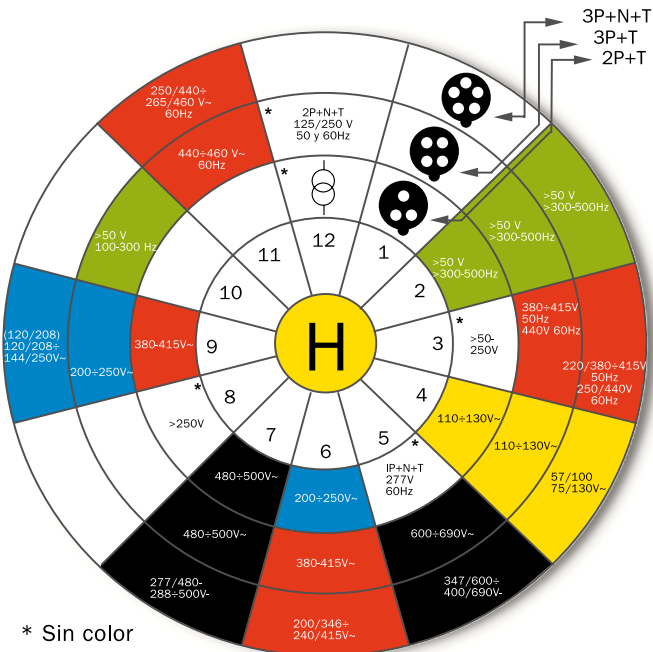 3P+N+T
3P+T
2P+T
250/440÷
265/460 V~
60Hz
440÷460 V~
60Hz
*
2P+N+T
125/250 V
50 y 60Hz
*
>50 V
>300-500Hz
>50 V
>300-500Hz
>50 V
>300-500Hz
>50 V
100-300 Hz
12
1
2
3
4
5
6
7
8
9
10
11
H
(120/208)
120/208÷
144/250V~
200÷250V~
380-415V~
*
>50-
250V
380÷415V
50Hz
440V 60Hz
220/380÷415V
50Hz
250/440V
60Hz
*
>250V
110÷130V~
110÷130V~
57/100
75/130V~
*
IP+N+T
277V
60Hz
600÷690V~
347/600÷
400/690V-
200÷250V~
380-415V~
200/346÷
240/415V~
480÷500V~
480÷500V~
277/480-
288÷500V-
* Sin color